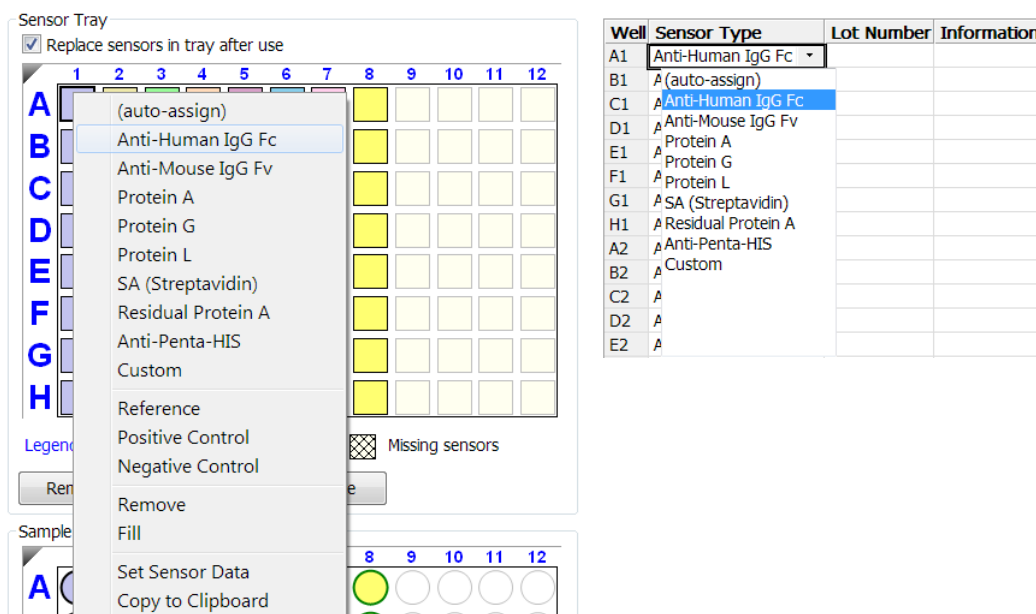 Sensor Tray
Replace sensors in tray after use
1 2 3 4 5 6 7 8 9 10 11 12
A
B
C
D
E
F
G
H
(auto-assign)
Anti-Human IgG Fc
Anti-Mouse IgG Fv
Protein A
Protein G
Protein L
SA (Streptavidin)
Residual Protein A
Anti-Penta-HIS
Custom
Reference
Positive Control
Negative Control
Remove
Fill
Set Sensor Data
Copy to Clipboard
Missing sensors
Sample
8 9 10 11 12
A
Well Sensor Type Lot Number Information
A1 Anti-Human IgG Fc
B1 A
C1 A
D1 A
E1 A
F1 A
G1 A
H1 A
A2 A
B2 A
C2 A
D2 A
E2 A
(auto-assign)
Anti-Human IgG Fc
Anti-Mouse IgG Fv
Protein A
Protein G
Protein L
SA (Streptavidin)
Residual Protein A
Anti-Penta-HIS
Custom